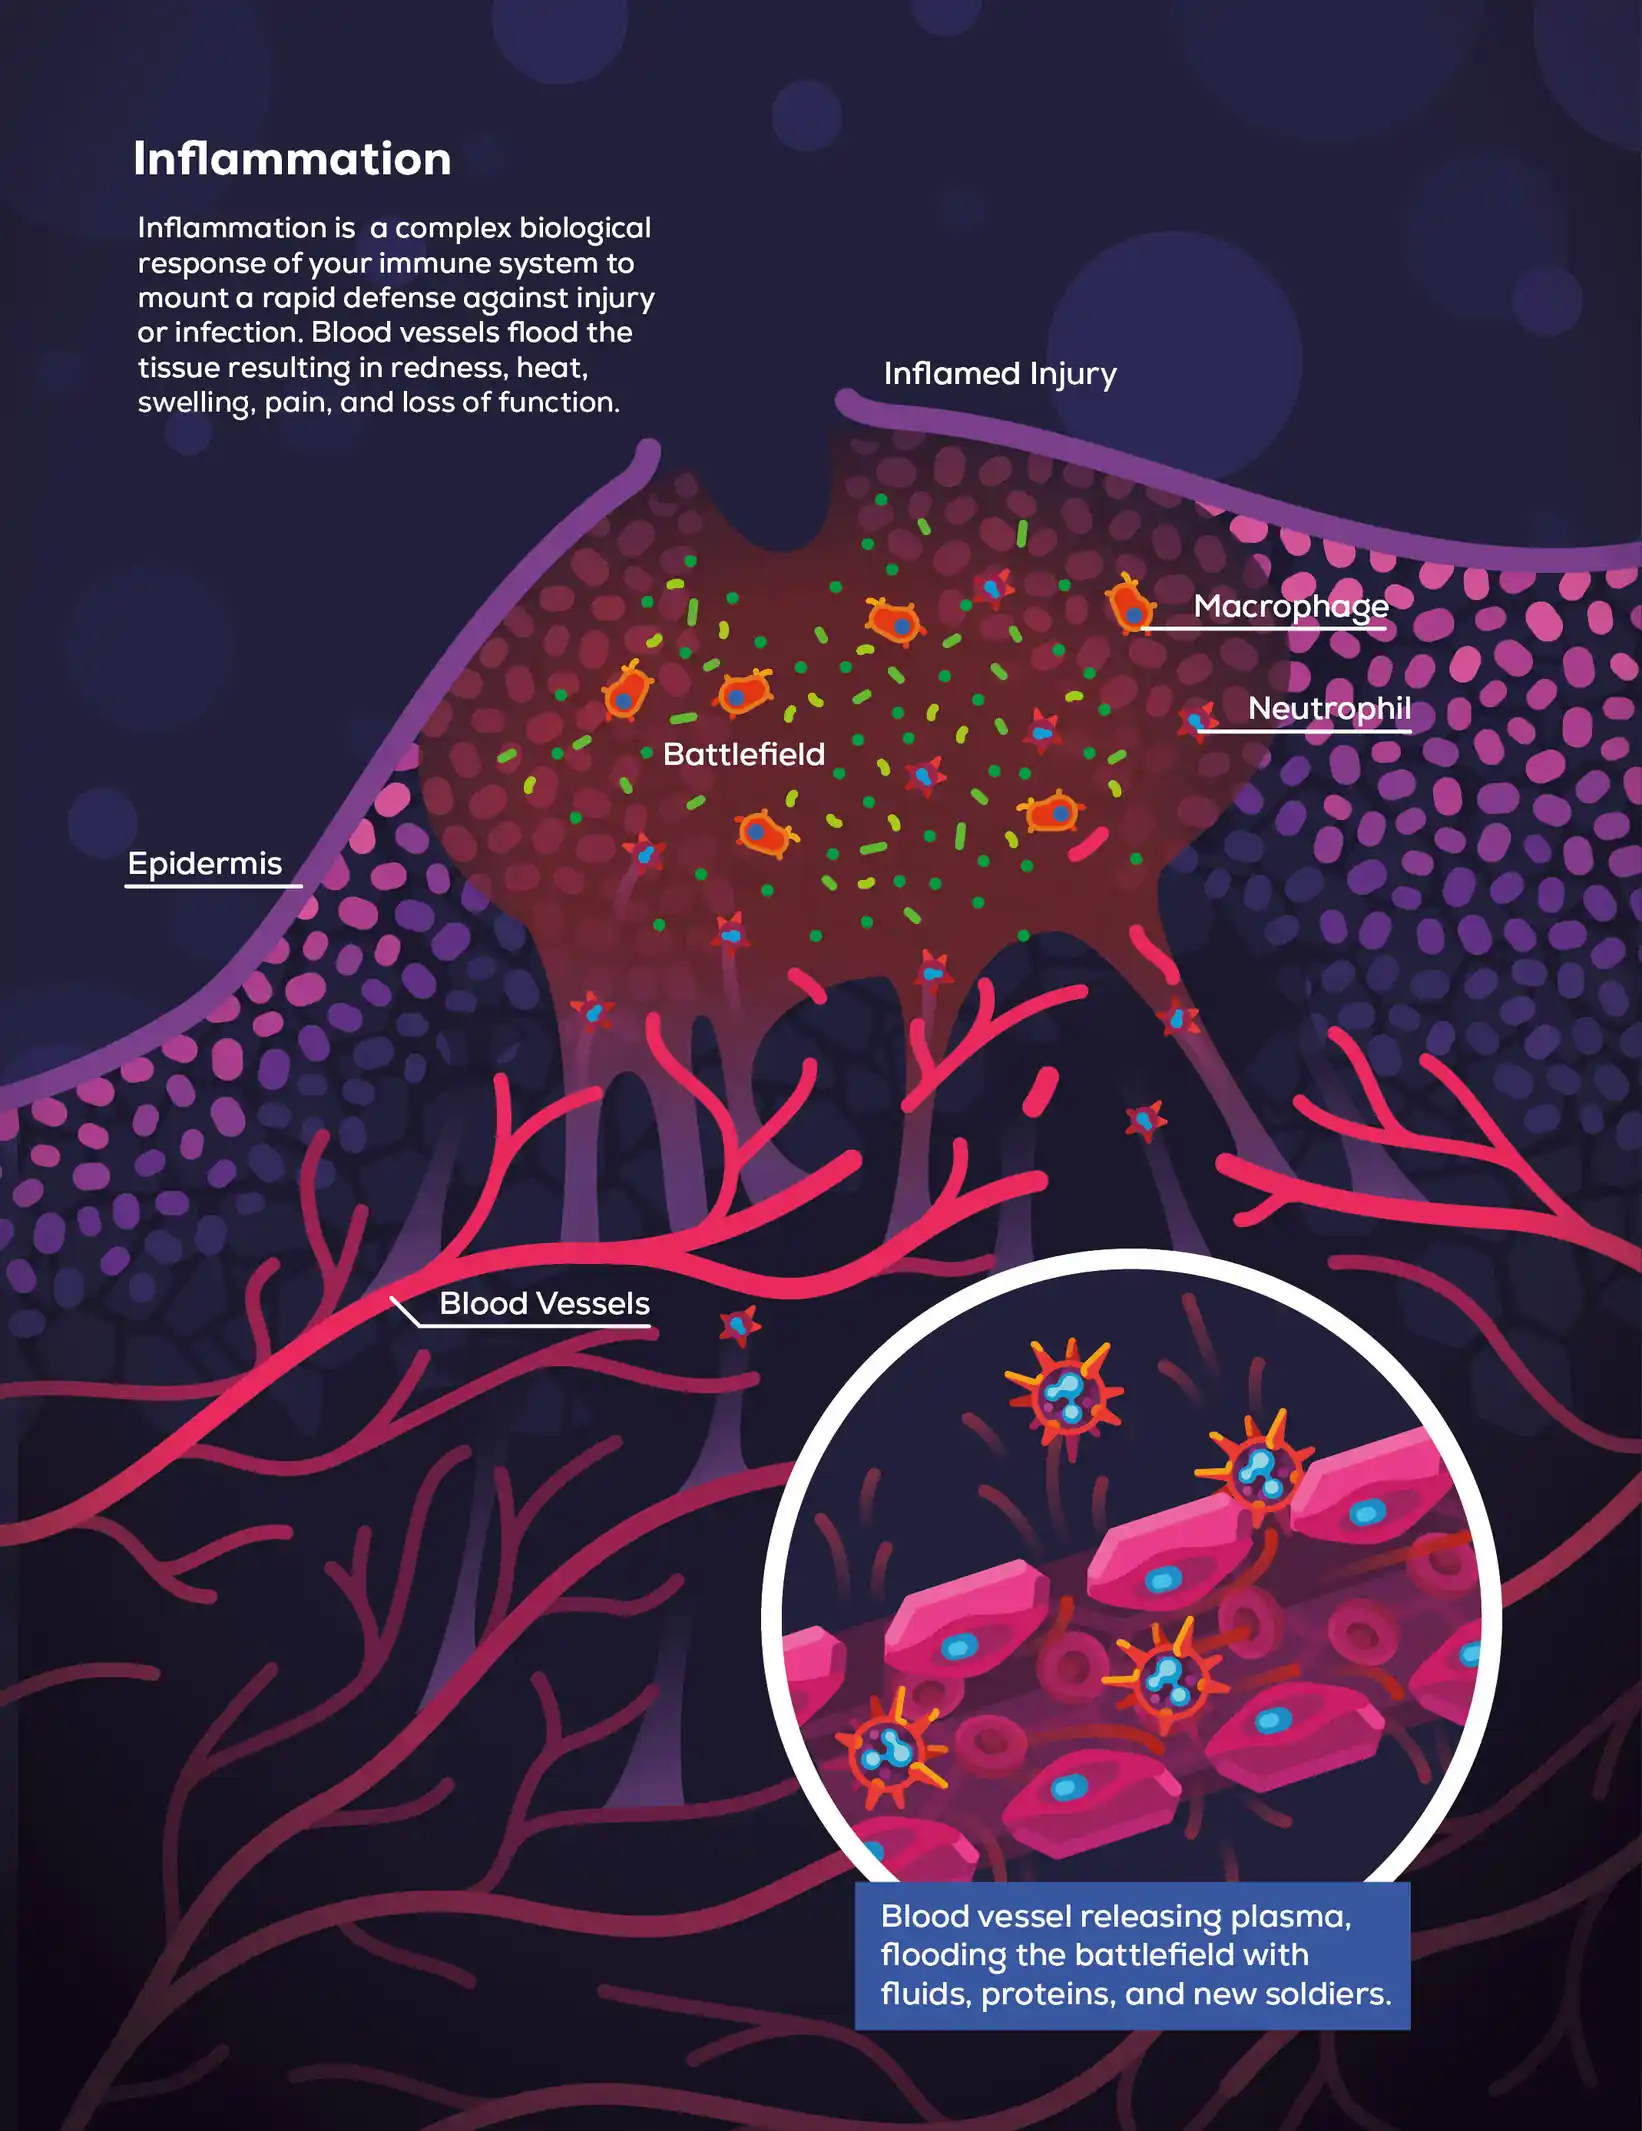 Inflammation
Inflammation is a complex biological
response of your immune system to
mount a rapid defense against injury
or infection. Blood vessels flood the
tissue resulting in redness, heat,
swelling, pain, and loss of function.
Inflamed Injury
Macrophage
Neutrophil
Battlefield
Epidermis
Blood Vessels
Blood vessel releasing plasma,
flooding the battlefield with
fluids, proteins, and new soldiers.